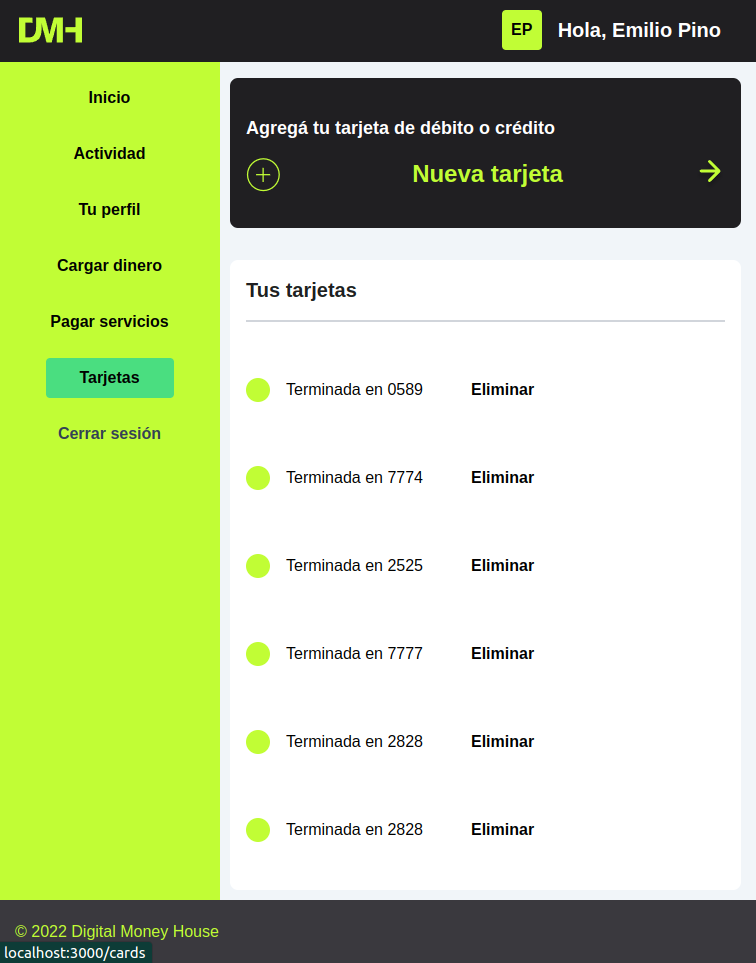 DMH
EP
Hola, Emilio Pino
Inicio
Actividad
Tu perfil
Cargar dinero
Pagar servicios
Tarjetas
Cerrar sesión
Agregá tu tarjeta de débito o crédito
Nueva tarjeta
Tus tarjetas
Terminada en 0589 Eliminar
Terminada en 7774 Eliminar
Terminada en 2525 Eliminar
Terminada en 7777 Eliminar
Terminada en 2828 Eliminar
Terminada en 2828 Eliminar
© 2022 Digital Money House
localhost:3000/cards